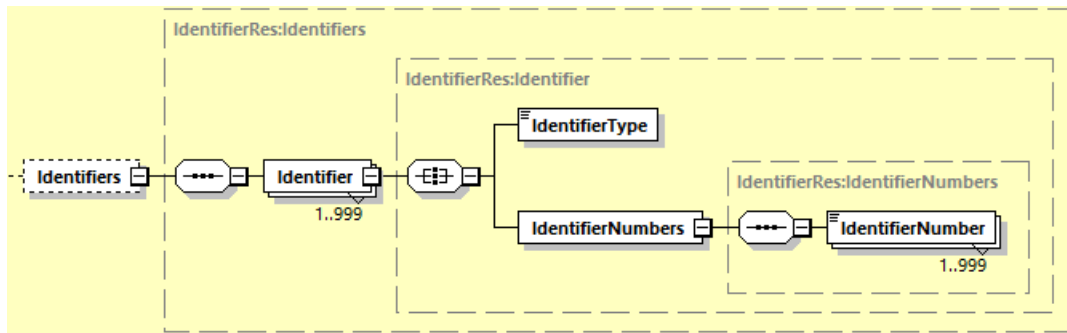 IdentifierRes:Identifiers
IdentifierRes:Identifier
IdentifierType
Identifiers
Identifier
1..999
IdentifierRes:IdentifierNumbers
IdentifierNumbers
IdentifierNumber
1..999